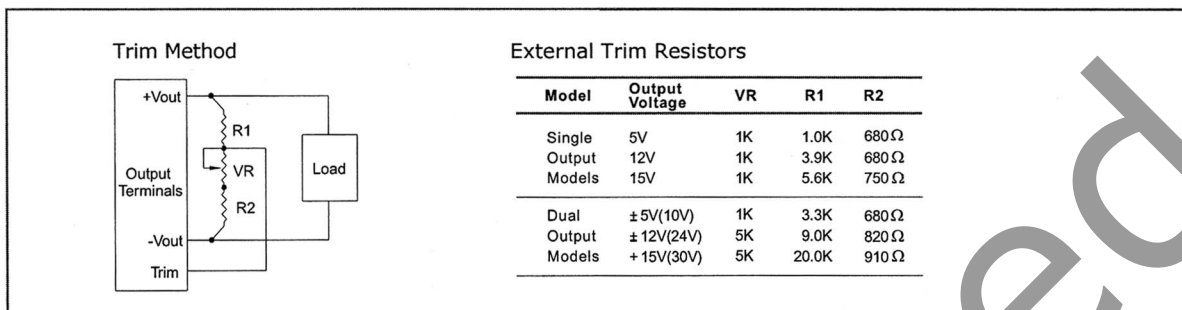 Trim Method
+Vout
R1
Output
Terminals
VR
Load
R2
-Vout
Trim
External Trim Resistors
Model Output Voltage VR R1 R2
Single 5V 1K 1.0K 680Ω
Output 12V 1K 3.9K 680Ω
Models 15V 1K 5.6K 750Ω
Dual ±5V(10V) 1K 3.3K 680Ω
Output ±12V(24V) 5K 9.0K 820Ω
Models +15V(30V) 5K 20.0K 910Ω